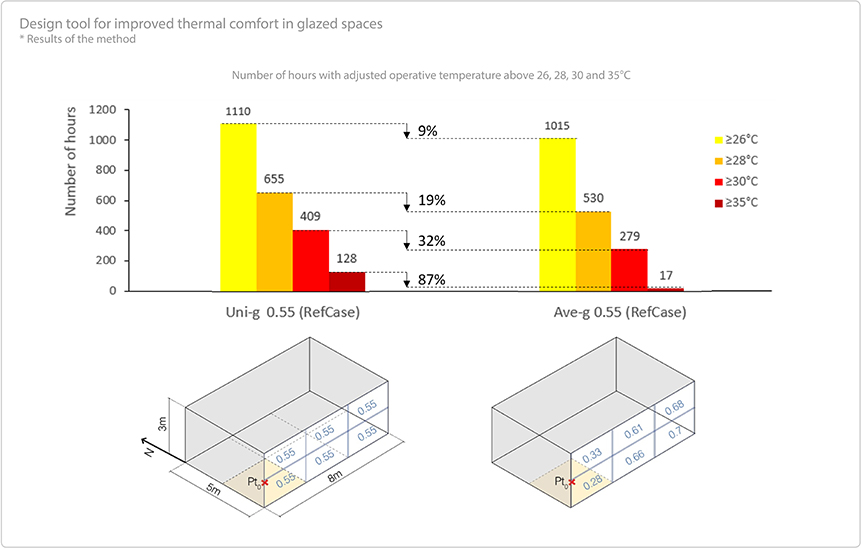 Design tool for improved thermal comfort in glazed spaces
* Results of the method
Number of hours with adjusted operative temperature above 26, 28, 30 and 35°C
Number of hours
1200
1000
800
600
400
200
0
1110
655
409
128
9%
19%
32%
87%
1015
530
279
17
≥26°C
≥28°C
≥30°C
≥35°C
Uni-g 0.55 (RefCase)
Ave-g 0.55 (RefCase)
3m
N
5m
8m
Pt
0.55
0.55
0.55
0.55
0.55
0.55
Pt
0.68
0.61
0.7
0.33
0.66
0.28